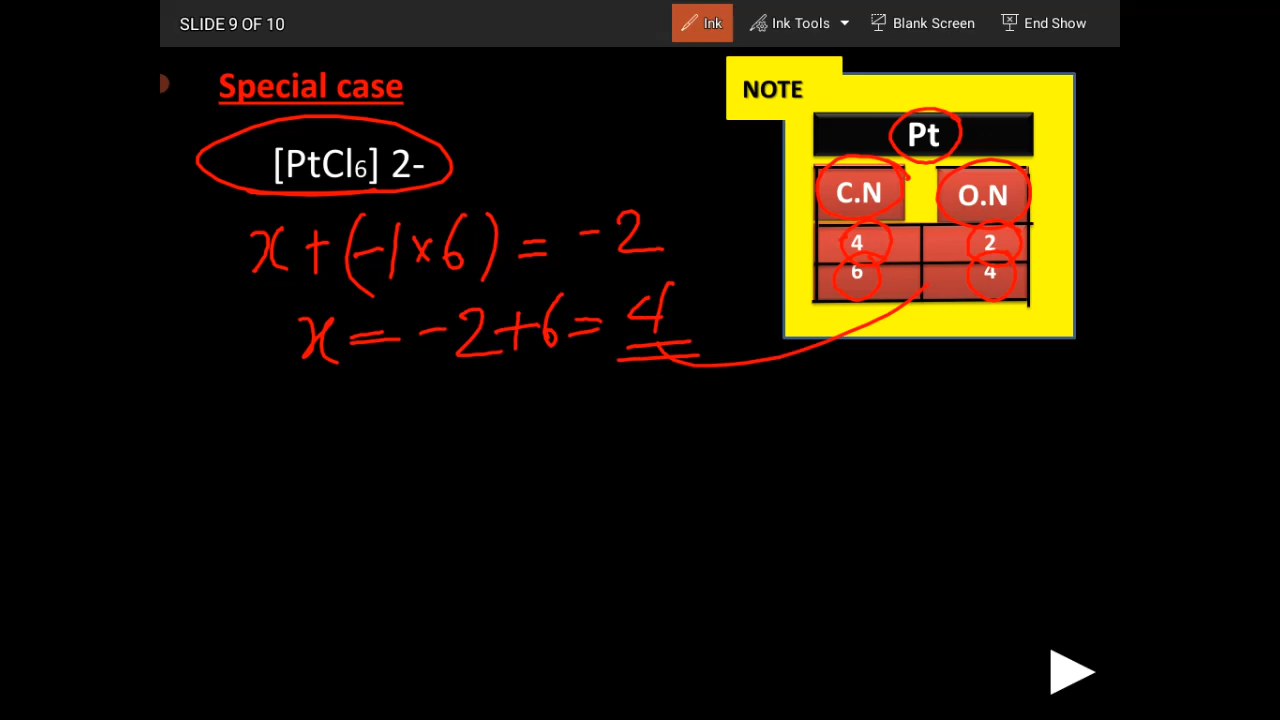 SLIDE 9 OF 10
Ink
Ink Tools
Blank Screen
End Show
Special case
[PtCl₆] 2-
x + (-1 × 6) = -2
x = -2 + 6 = 4
NOTE
Pt
C.N O.N
4 2
6 4